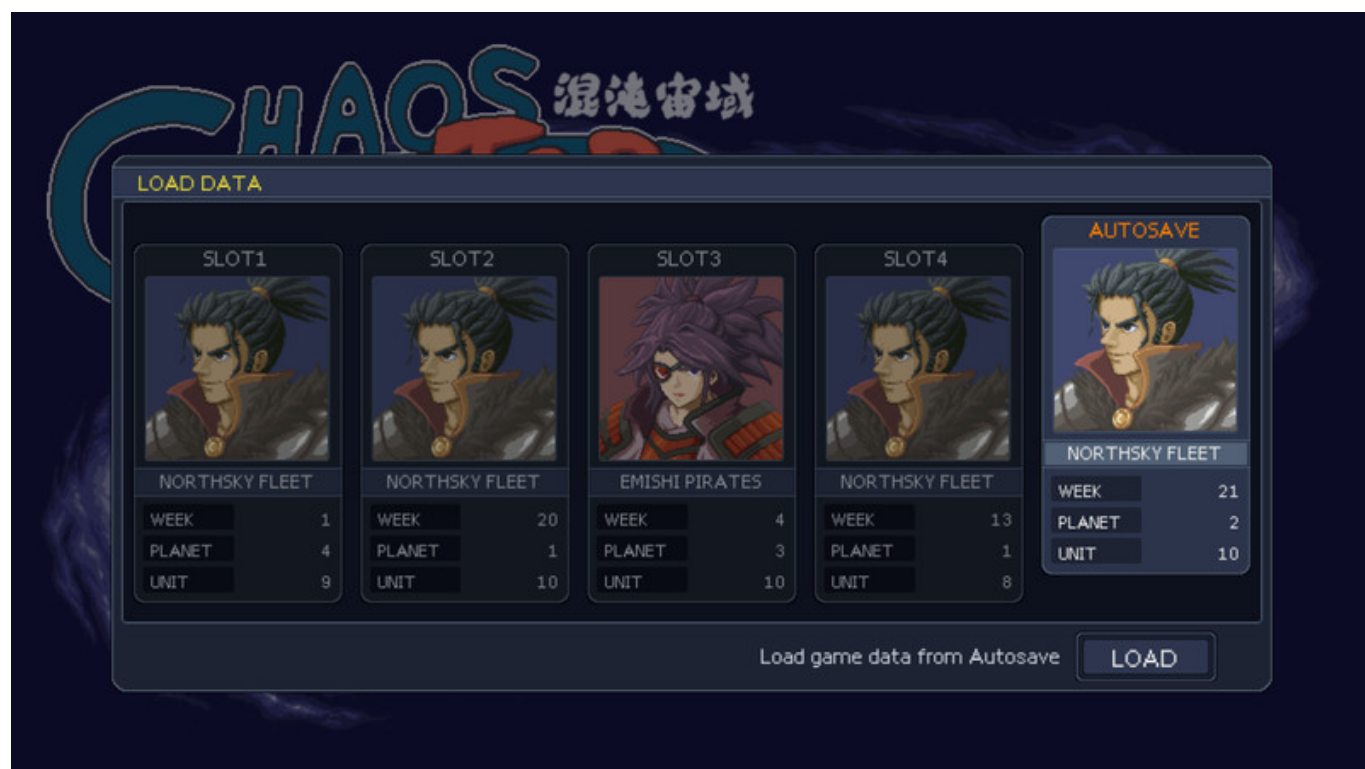 CHAOS 混沌宙域
LOAD DATA
SLOT1
NORTHSKY FLEET
WEEK 1
PLANET 4
UNIT 9
SLOT2
NORTHSKY FLEET
WEEK 20
PLANET 1
UNIT 10
SLOT3
EMISHI PIRATES
WEEK 4
PLANET 3
UNIT 10
SLOT4
NORTHSKY FLEET
WEEK 13
PLANET 1
UNIT 8
AUTOSAVE
NORTHSKY FLEET
WEEK 21
PLANET 2
UNIT 10
Load game data from Autosave
LOAD